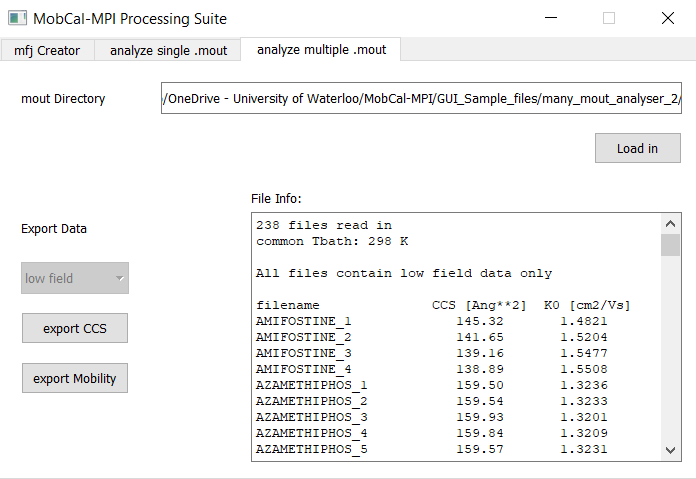 MobCal-MPI Processing Suite
mfj Creator analyze single .mout analyze multiple .mout
mout Directory /OneDrive - University of Waterloo/MobCal-MPI/GUI_Sample_files/many_mout_analyser_2/
Load in
File Info:
Export Data
low field
export CCS
export Mobility
238 files read in
common Tbath: 298 K
All files contain low field data only
filename CCS [Ang**2] K0 [cm2/Vs]
AMIFOSTINE_1 145.32 1.4821
AMIFOSTINE_2 141.65 1.5204
AMIFOSTINE_3 139.16 1.5477
AMIFOSTINE_4 138.89 1.5508
AZAMETHIPHOS_1 159.50 1.3236
AZAMETHIPHOS_2 159.54 1.3233
AZAMETHIPHOS_3 159.93 1.3201
AZAMETHIPHOS_4 159.84 1.3209
AZAMETHIPHOS_5 159.57 1.3231